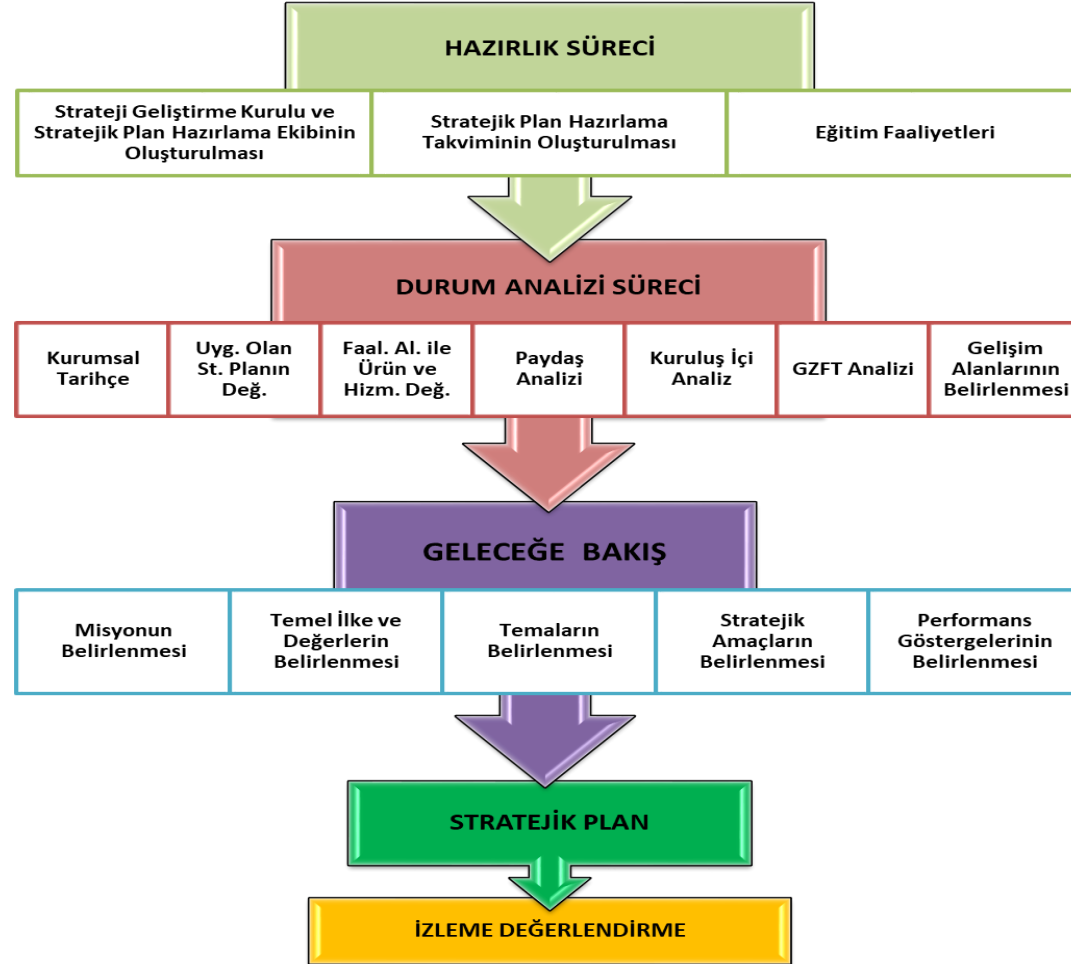 HAZIRLIK SÜRECİ
Strateji Geliştirme Kurulu ve
Stratejik Plan Hazırlama Ekibinin
Oluşturulması
Stratejik Plan Hazırlama
Takviminin Oluşturulması
Eğitim Faaliyetleri
DURUM ANALİZİ SÜRECİ
Kurumsal
Tarihçe
Uyg. Olan
St. Planın
Değ.
Faal. Al. ile
Ürün ve
Hizm. Değ.
Paydaş
Analizi
Kuruluş İçi
Analiz
GZFT Analizi
Gelişim
Alanlarının
Belirlenmesi
GELECEĞE BAKIŞ
Misyonun
Belirlenmesi
Temel İlke ve
Değerlerin
Belirlenmesi
Temaların
Belirlenmesi
Stratejik
Amaçların
Belirlenmesi
Performans
Göstergelerinin
Belirlenmesi
STRATEJİK PLAN
İZLEME DEĞERLENDİRME